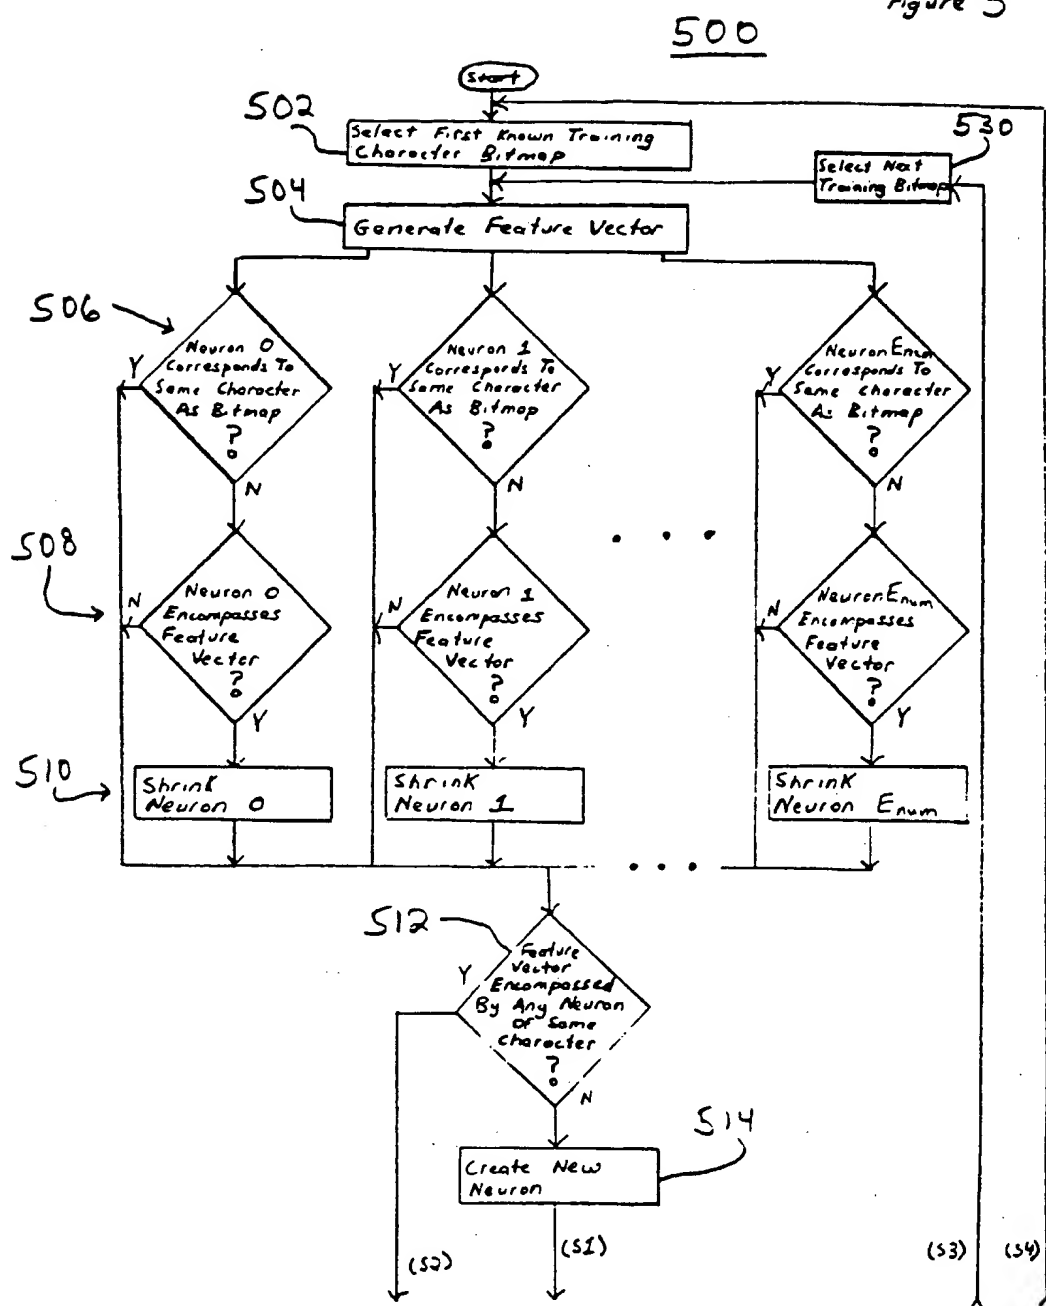 Figure 5
500
Start
502
Select First Known Training
Character Bitmap
530
Select Next
Training Bitmap
504
Generate Feature Vector
506
Neuron 0
Corresponds To
Same Character
As Bitmap
?
Y
N
Neuron 1
Corresponds To
Same Character
As Bitmap
?
Y
N
Neuron Enum
Corresponds To
Same Character
As Bitmap
?
Y
N
508
Neuron 0
Encompasses
Feature
Vector
?
N
Y
Neuron 1
Encompasses
Feature
Vector
?
N
Y
Neuron Enum
Encompasses
Feature
Vector
?
N
Y
. . .
510
Shrink
Neuron 0
Shrink
Neuron 1
Shrink
Neuron Enum
. . .
512
Feature
Vector
Encompassed
By Any Neuron
Of Same
Character
?
Y
N
514
Create New
Neuron
(S2)
(S1)
(S3)
(S4)